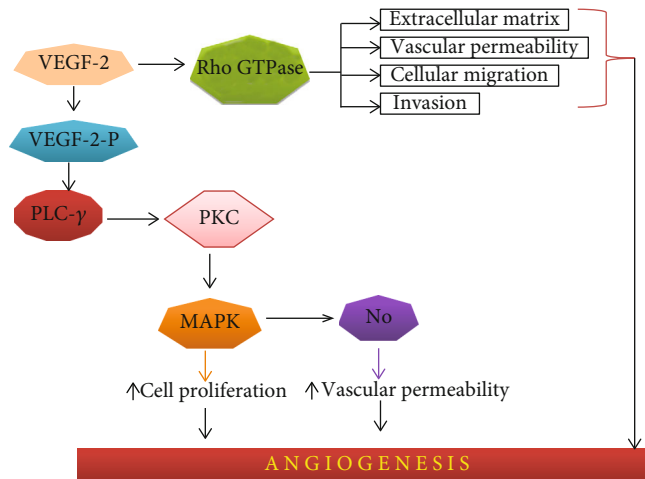 Extracellular matrix
VEGF-2
Rho GTPase
Vascular permeability
Cellular migration
Invasion
VEGF-2-P
PLC-γ
PKC
MAPK
No
↑Cell proliferation
↑Vascular permeability
ANGIOGENESIS